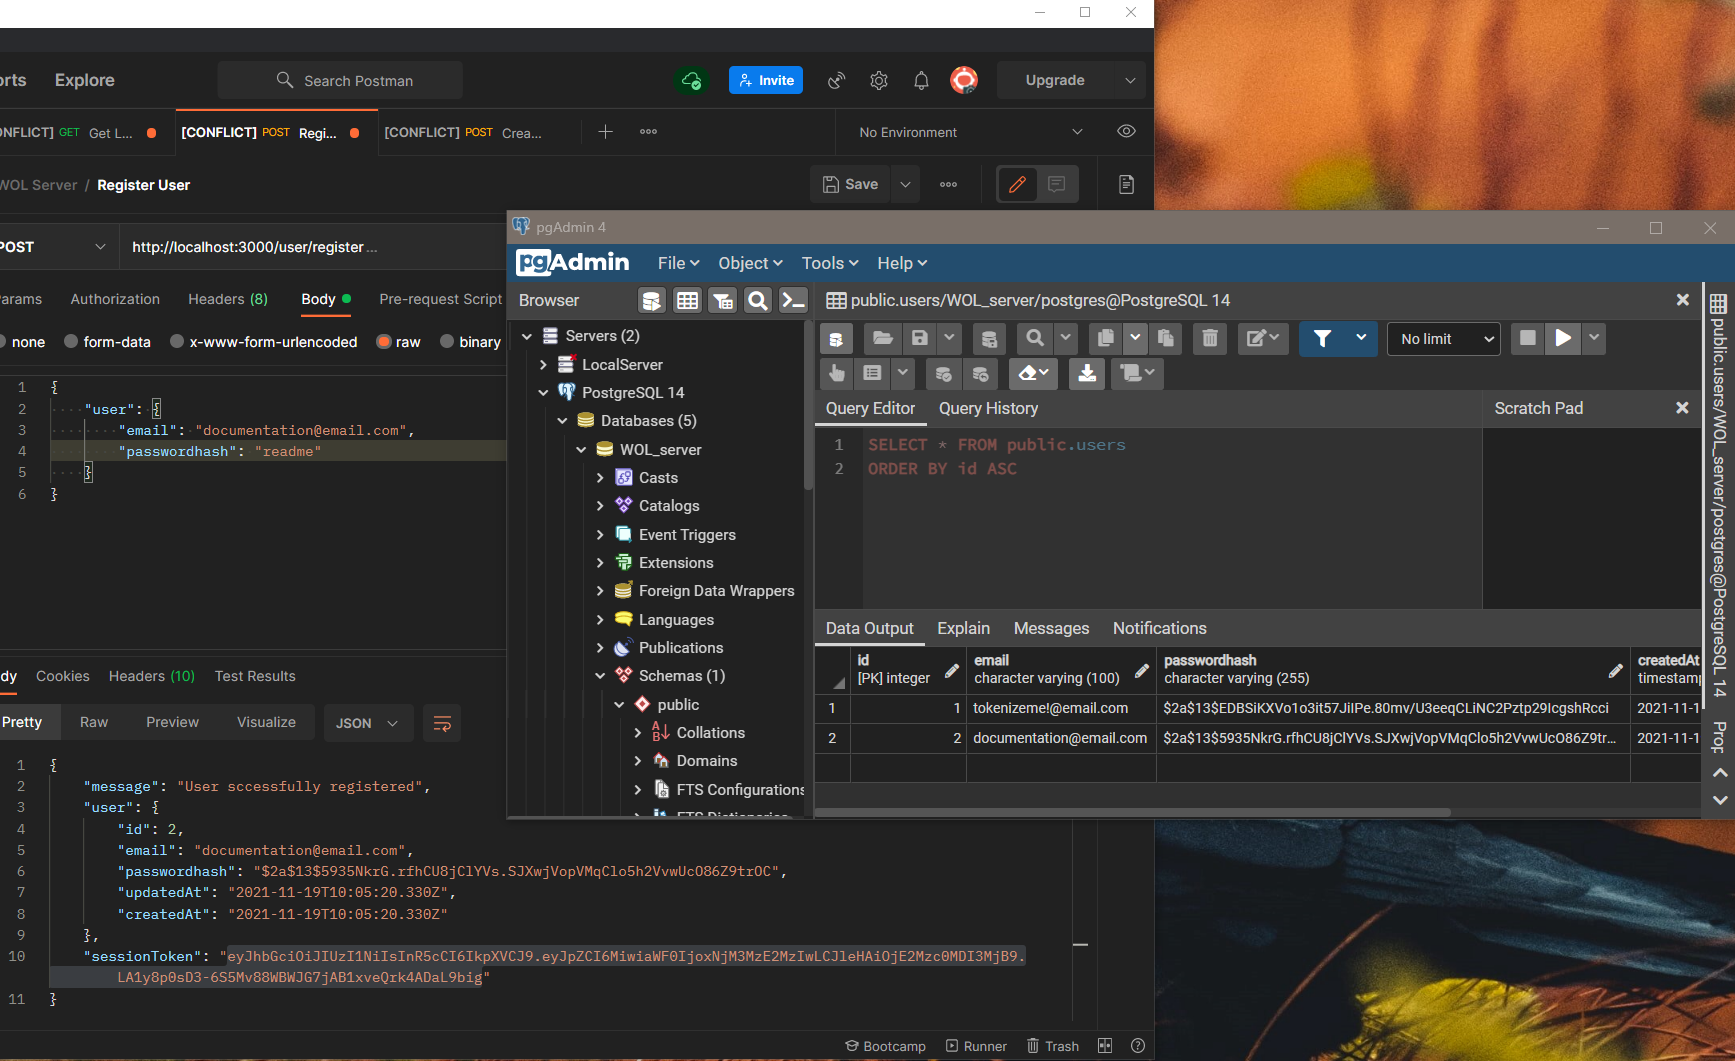 orts Explore Search Postman Invite Upgrade
ONFLICT] GET Get L... [CONFLICT] POST Regi... [CONFLICT] POST Crea... No Environment
WOL Server / Register User Save
POST http://localhost:3000/user/register ...
arams Authorization Headers (8) Body Pre-request Script
none form-data x-www-form-urlencoded raw binary
1 {
2 "user": {
3 "email": "documentation@email.com",
4 "passwordhash": "readme"
5 }
6 }
dy Cookies Headers (10) Test Results
Pretty Raw Preview Visualize JSON
1 {
2 "message": "User sccessfully registered",
3 "user": {
4 "id": 2,
5 "email": "documentation@email.com",
6 "passwordhash": "$2a$13$5935NkrG.rfhCU8jClYVs.SJXwjVopVMqClo5h2VvwUcO86Z9trOC",
7 "updatedAt": "2021-11-19T10:05:20.330Z",
8 "createdAt": "2021-11-19T10:05:20.330Z"
9 },
10 "sessionToken": "eyJhbGciOiJIUzI1NiIsInR5cCI6IkpXVCJ9.eyJpZCI6MiwiaWF0IjoxNjM3MzE2MzIwLCJleHAiOjE2Mzc0MDI3MjB9.
LA1y8p0sD3-6S5Mv88WBWJG7jAB1xveQrk4ADaL9big"
11 }
Bootcamp Runner Trash
pgAdmin 4
pgAdmin File Object Tools Help
Browser
Servers (2)
LocalServer
PostgreSQL 14
Databases (5)
WOL_server
Casts
Catalogs
Event Triggers
Extensions
Foreign Data Wrappers
Languages
Publications
Schemas (1)
public
Collations
Domains
FTS Configurations
FTS Dictionaries
public.users/WOL_server/postgres@PostgreSQL 14
No limit
Query Editor Query History Scratch Pad
1 SELECT * FROM public.users
2 ORDER BY id ASC
Data Output Explain Messages Notifications
id email passwordhash createdAt
[PK] integer character varying (100) character varying (255) timestamp
1 1 tokenizeme!@email.com $2a$13$EDBSiKXVo1o3it57JiIPe.80mv/U3eeqCLiNC2Pztp29IcgshRcci 2021-11-1
2 2 documentation@email.com $2a$13$5935NkrG.rfhCU8jClYVs.SJXwjVopVMqClo5h2VvwUcO86Z9tr... 2021-11-1
public.users/WOL_server/postgres@PostgreSQL 14
Prop